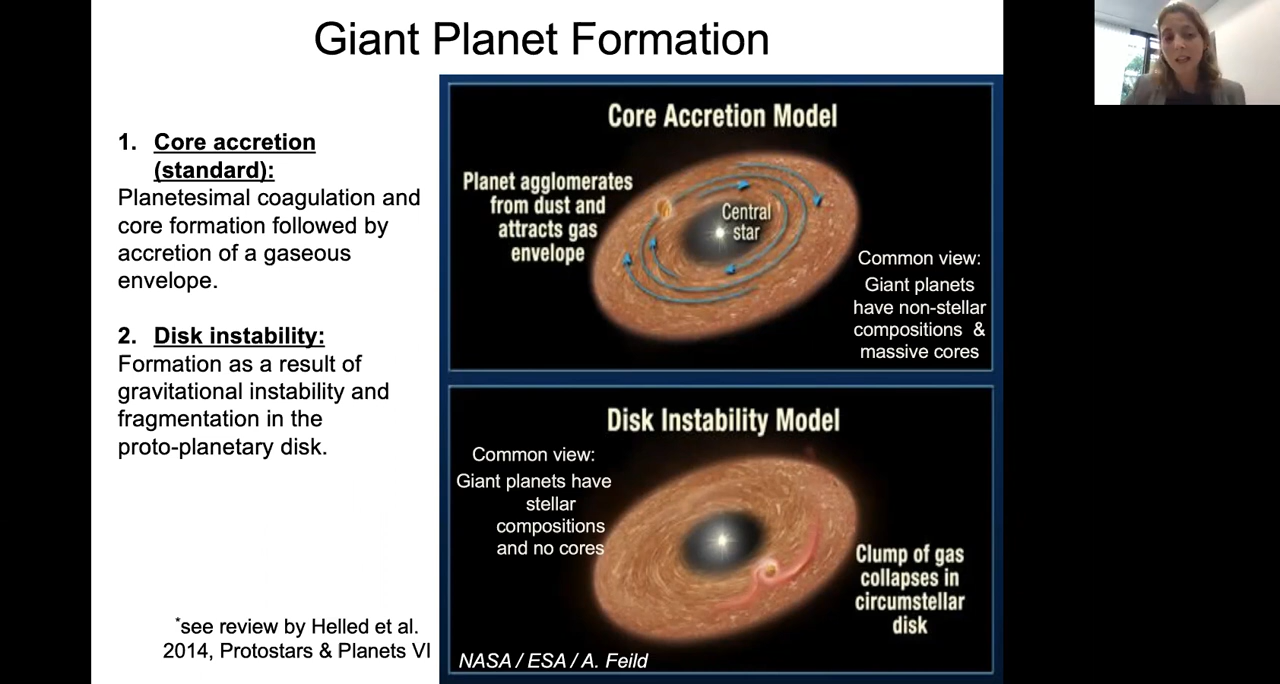 Giant Planet Formation
1. Core accretion
(standard):
Planetesimal coagulation and
core formation followed by
accretion of a gaseous
envelope.
2. Disk instability:
Formation as a result of
gravitational instability and
fragmentation in the
proto-planetary disk.
*see review by Helled et al.
2014, Protostars & Planets VI
Core Accretion Model
Planet agglomerates
from dust and
attracts gas
envelope
Central
star
Common view:
Giant planets
have non-stellar
compositions &
massive cores
Disk Instability Model
Common view:
Giant planets have
stellar
compositions
and no cores
Clump of gas
collapses in
circumstellar
disk
NASA / ESA / A. Feild